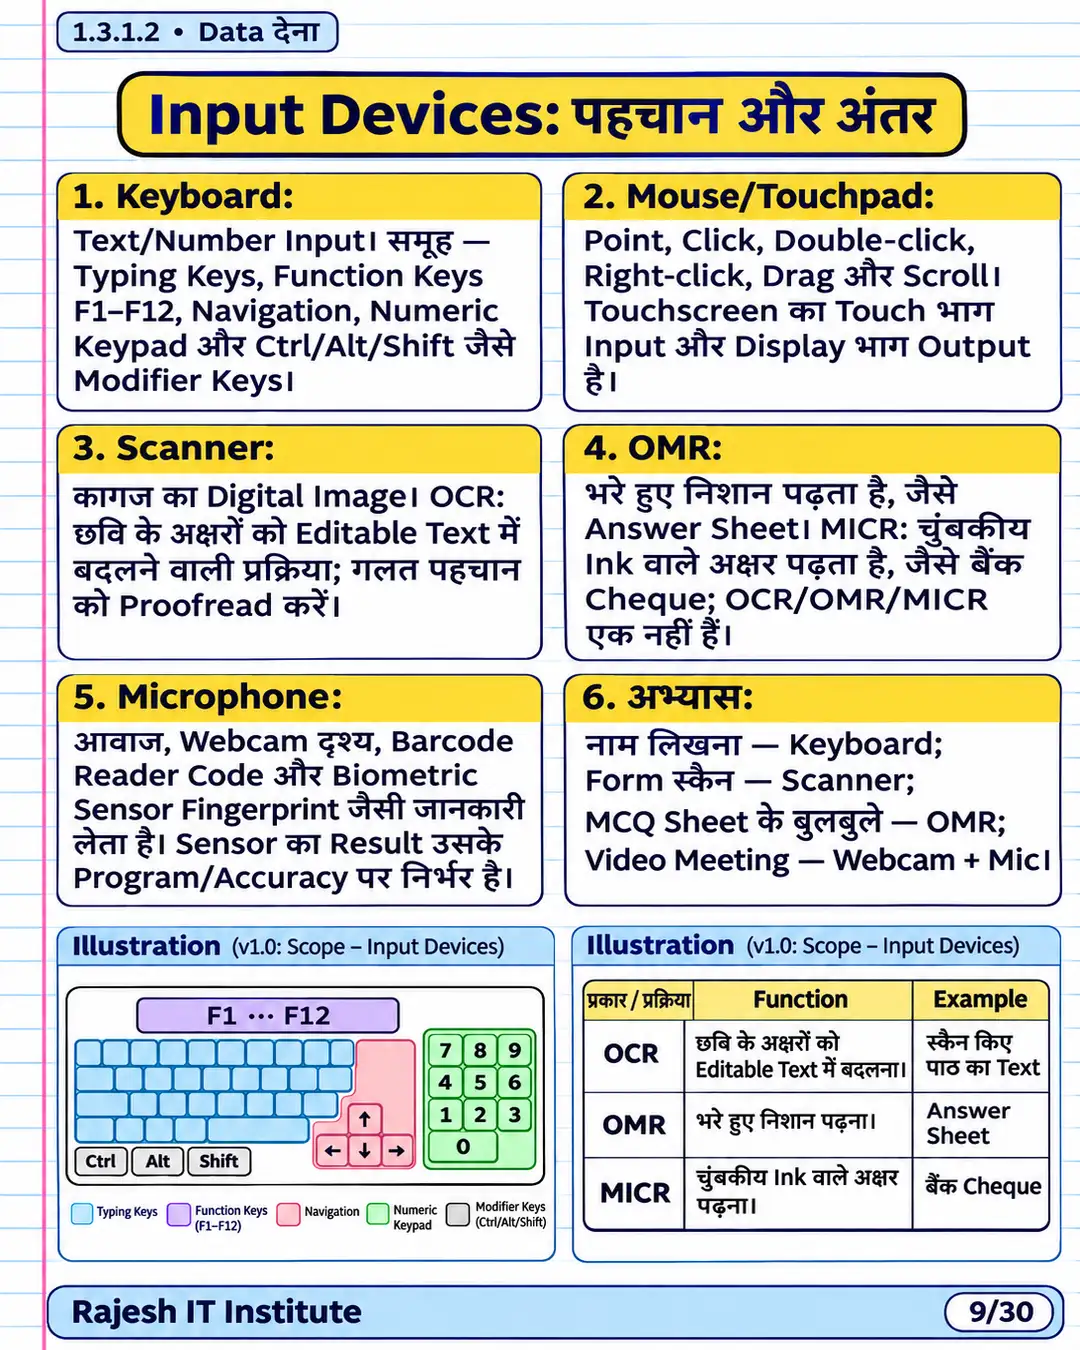 1.3.1.2 • Data देना
Input Devices: पहचान और अंतर
1. Keyboard:
Text/Number Input। समूह —
Typing Keys, Function Keys
F1–F12, Navigation, Numeric
Keypad और Ctrl/Alt/Shift जैसे
Modifier Keys।
2. Mouse/Touchpad:
Point, Click, Double-click,
Right-click, Drag और Scroll।
Touchscreen का Touch भाग
Input और Display भाग Output
है।
3. Scanner:
कागज का Digital Image। OCR:
छवि के अक्षरों को Editable Text में
बदलने वाली प्रक्रिया; गलत पहचान
को Proofread करें।
4. OMR:
भरे हुए निशान पढ़ता है, जैसे
Answer Sheet। MICR: चुंबकीय
Ink वाले अक्षर पढ़ता है, जैसे बैंक
Cheque; OCR/OMR/MICR
एक नहीं हैं।
5. Microphone:
आवाज, Webcam दृश्य, Barcode
Reader Code और Biometric
Sensor Fingerprint जैसी जानकारी
लेता है। Sensor का Result उसके
Program/Accuracy पर निर्भर है।
6. अभ्यास:
नाम लिखना — Keyboard;
Form स्कैन — Scanner;
MCQ Sheet के बुलबुले — OMR;
Video Meeting — Webcam + Mic।
Illustration (v1.0: Scope – Input Devices)
F1 ··· F12
7 8 9
4 5 6
1 2 3
0
↑
← ↓ →
Ctrl Alt Shift
Typing Keys
Function Keys
(F1–F12)
Navigation
Numeric
Keypad
Modifier Keys
(Ctrl/Alt/Shift)
Illustration (v1.0: Scope – Input Devices)
प्रकार / प्रक्रिया Function Example
OCR
छबि के अक्षरों को
Editable Text में बदलना।
स्कैन किए
पाठ का Text
OMR
भरे हुए निशान पढ़ना।
Answer
Sheet
MICR
चुंबकीय Ink वाले अक्षर
पढ़ना।
बैंक Cheque
Rajesh IT Institute
9/30